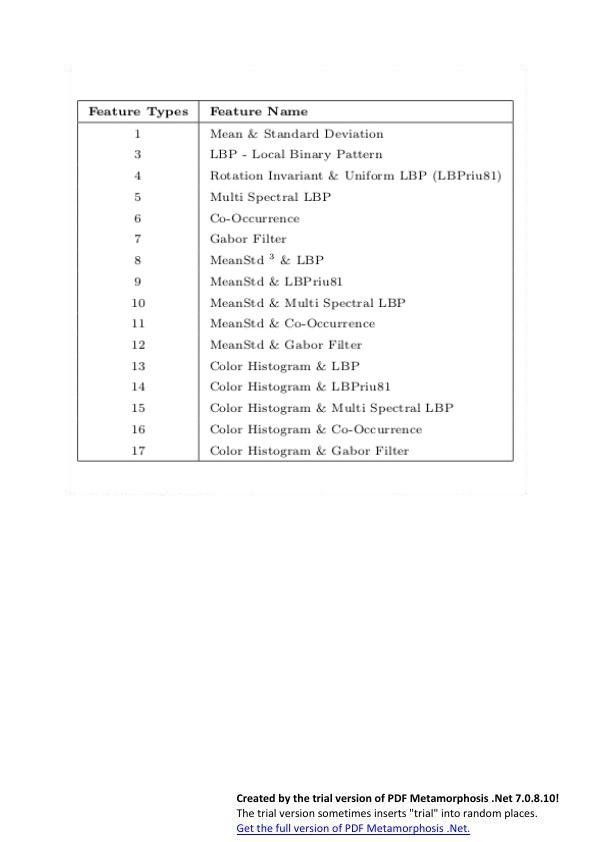 Feature Types Feature Name
1 Mean & Standard Deviation
3 LBP - Local Binary Pattern
4 Rotation Invariant & Uniform LBP (LBPriu81)
5 Multi Spectral LBP
6 Co-Occurrence
7 Gabor Filter
8 MeanStd ³ & LBP
9 MeanStd & LBPriu81
10 MeanStd & Multi Spectral LBP
11 MeanStd & Co-Occurrence
12 MeanStd & Gabor Filter
13 Color Histogram & LBP
14 Color Histogram & LBPriu81
15 Color Histogram & Multi Spectral LBP
16 Color Histogram & Co-Occurrence
17 Color Histogram & Gabor Filter
Created by the trial version of PDF Metamorphosis .Net 7.0.8.10!
The trial version sometimes inserts "trial" into random places.
Get the full version of PDF Metamorphosis .Net.